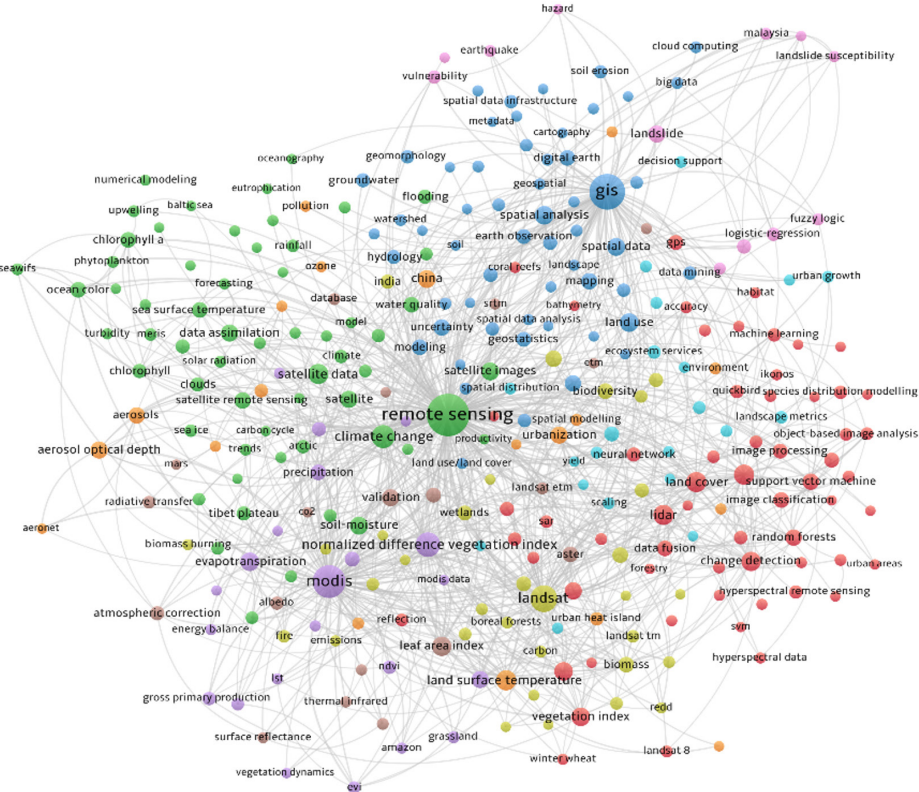 hazard
malaysia
cloud computing
earthquake
landslide susceptibility
vulnerability
soil erosion
big data
spatial data infrastructure
metadata
cartography
landslide
oceanography
geomorphology
digital earth
decision support
numerical modeling
groundwater
geospatial
gis
eutrophication
flooding
upwelling
baltic sea
pollution
watershed
spatial analysis
fuzzy logic
chlorophyll a
rainfall
soil
earth observation
spatial data
gps
logistic-regression
phytoplankton
ozone
hydrology
coral reefs
landscape
seawifs
data mining
urban growth
ocean color
forecasting
india
china
mapping
habitat
database
water quality
srtm
bathymetry
accuracy
sea surface temperature
model
spatial data analysis
land use
turbidity
meris
data assimilation
uncertainty
geostatistics
machine learning
modeling
ecosystem services
solar radiation
climate
etm
environment
chlorophyll
satellite data
satellite images
ikonos
clouds
spatial distribution
biodiversity
quickbird
species distribution modelling
satellite remote sensing
satellite
aerosols
remote sensing
spatial modelling
landscape metrics
sea ice
carbon cycle
climate change
productivity
urbanization
object-based image analysis
aerosol optical depth
trends
arctic
neural network
image processing
mars
precipitation
land use/land cover
yield
land cover
support vector machine
radiative transfer
validation
landsat etm
scaling
image classification
tibet plateau
co2
wetlands
lidar
aeronet
soil-moisture
sar
random forests
biomass burning
normalized difference vegetation index
data fusion
evapotranspiration
aster
forestry
change detection
urban areas
modis
modis data
landsat
hyperspectral remote sensing
albedo
atmospheric correction
energy balance
reflection
boreal forests
urban heat island
svm
fire
emissions
leaf area index
landsat tm
carbon
hyperspectral data
ndvi
biomass
lst
land surface temperature
gross primary production
thermal infrared
redd
vegetation index
surface reflectance
amazon
grassland
landsat 8
winter wheat
vegetation dynamics
evi